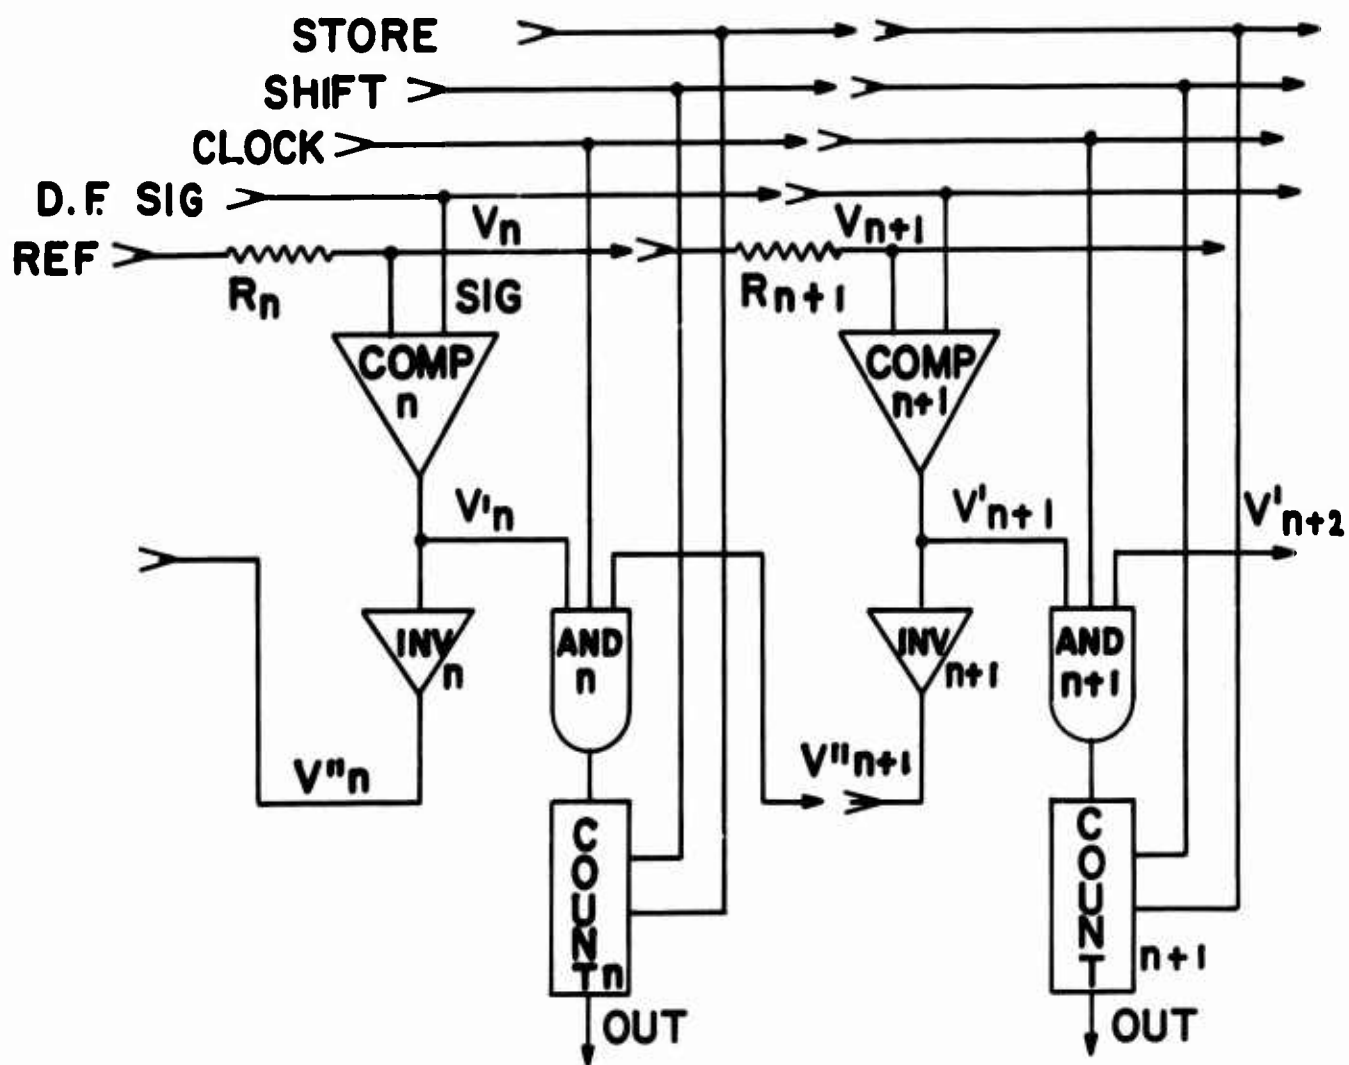 STORE
SHIFT
CLOCK
D.F. SIG
REF
Vn
Vn+1
Rn
SIG
Rn+1
COMP
n
COMP
n+1
V'n
V'n+1
V'n+2
INV
n
AND
n
INV
n+1
AND
n+1
V"n
V"n+1
COUNT n
COUNT
n+1
OUT
OUT